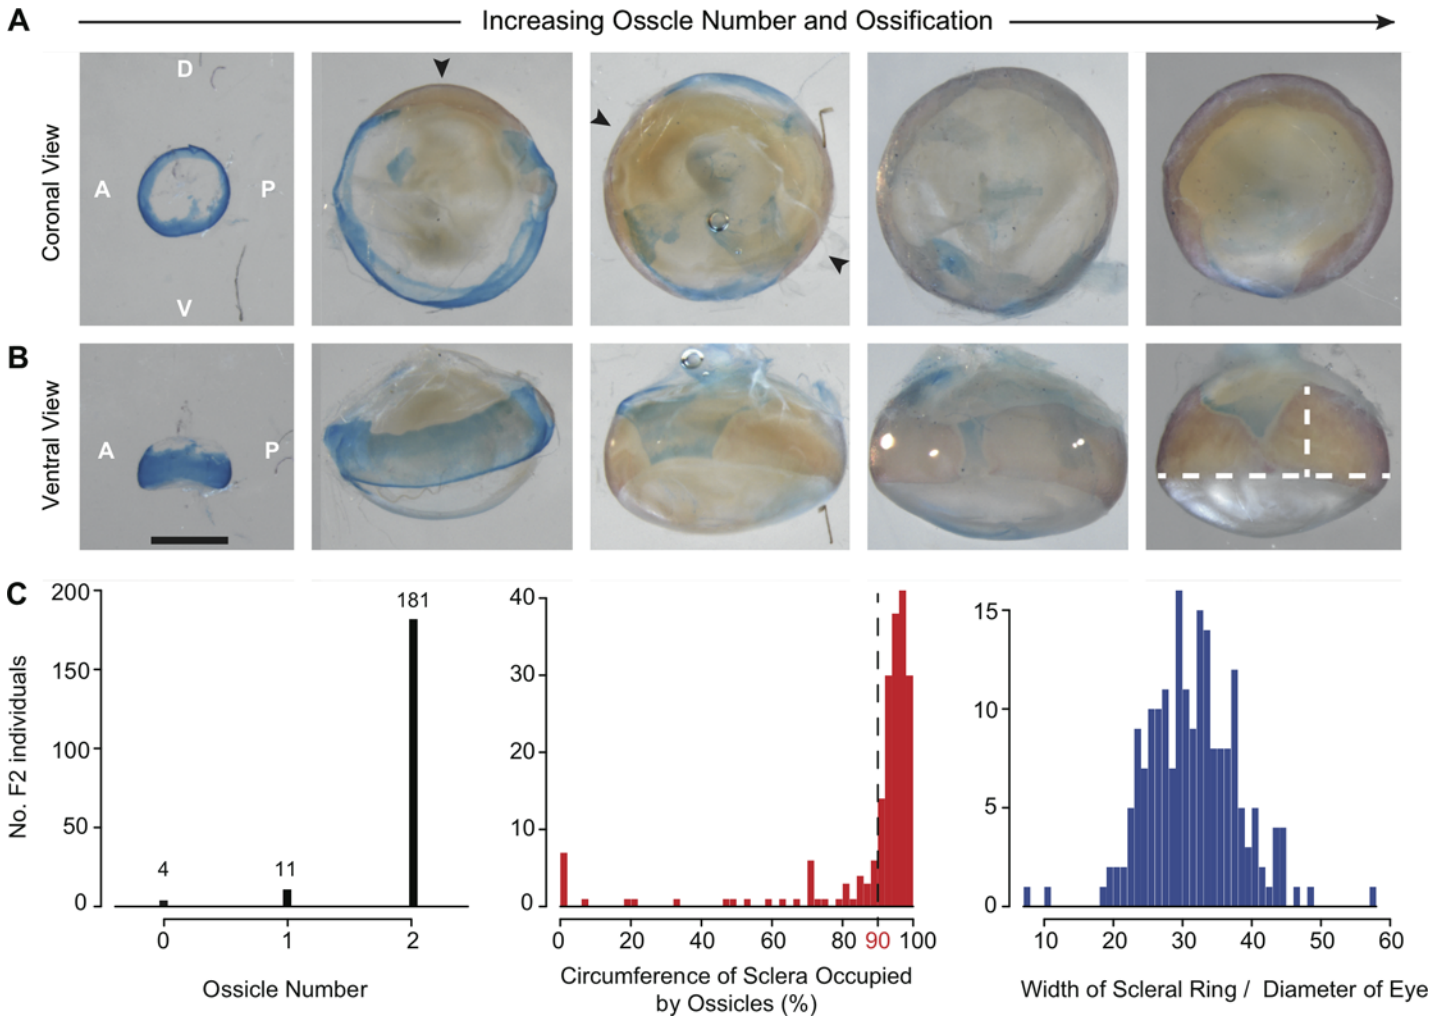 A
Increasing Osscle Number and Ossification
Coronal View
D
A
P
V
B
Ventral View
A
P
C
No. F2 individuals
200
150
100
50
0
4
11
181
0
1
2
Ossicle Number
40
30
20
10
0
0
20
40
60
80
90
100
Circumference of Sclera Occupied
by Ossicles (%)
15
10
5
0
10
20
30
40
50
60
Width of Scleral Ring / Diameter of Eye